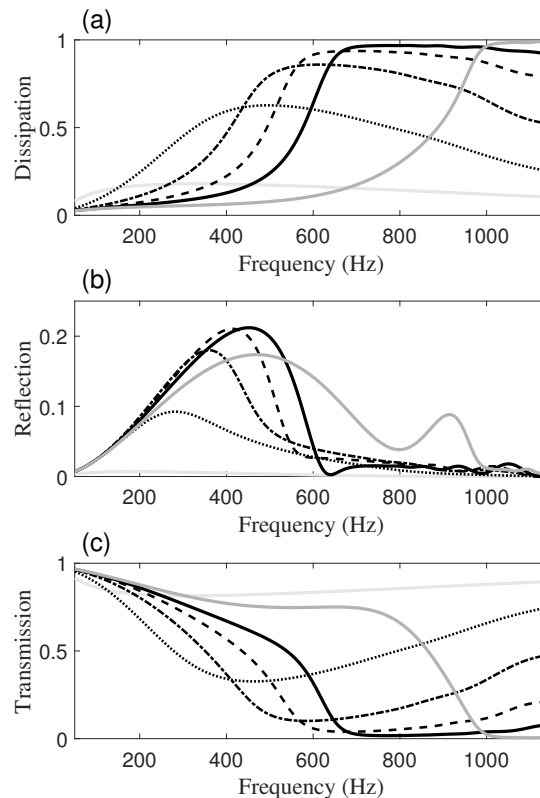 (a)
1
0.5
0
Dissipation
200 400 600 800 1000
Frequency (Hz)
(b)
0.2
0.1
0
Reflection
200 400 600 800 1000
Frequency (Hz)
(c)
1
0.5
0
Transmission
200 400 600 800 1000
Frequency (Hz)